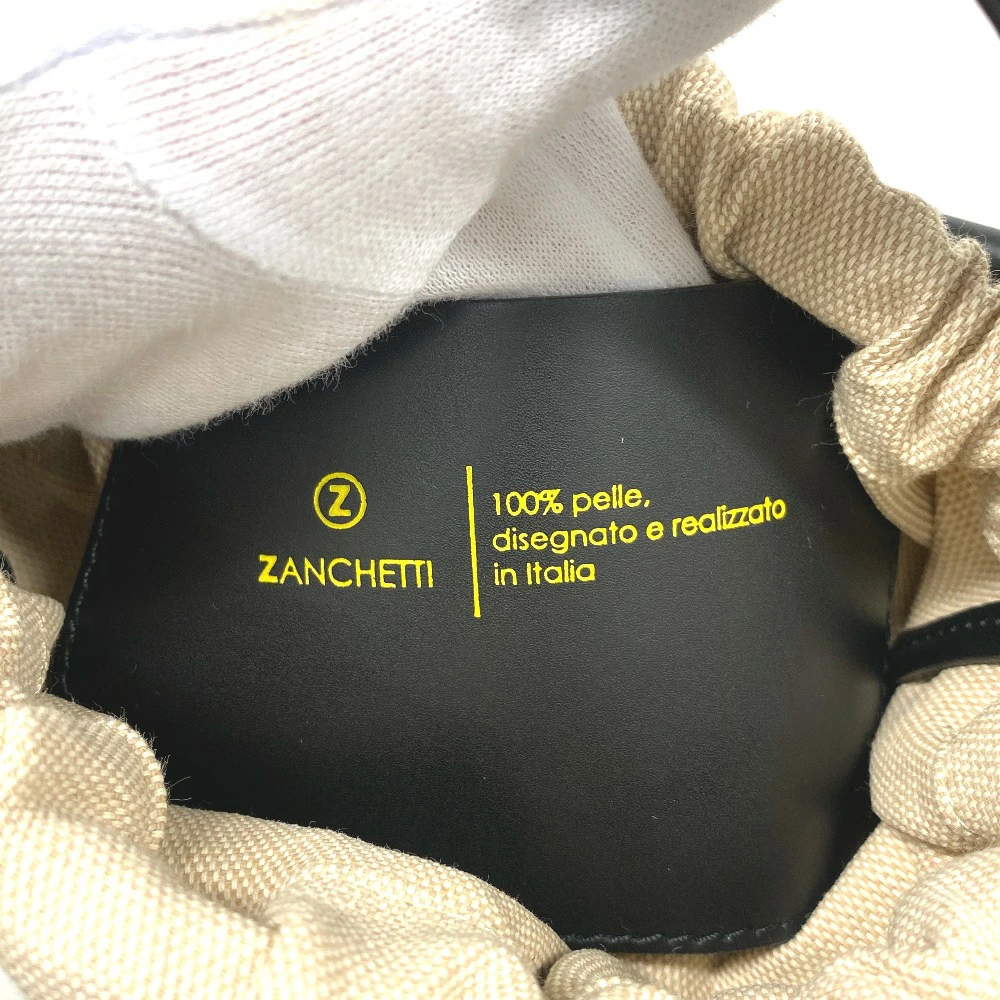 Z
ZANCHETTI
100% pelle,
disegnato e realizzato
in Italia